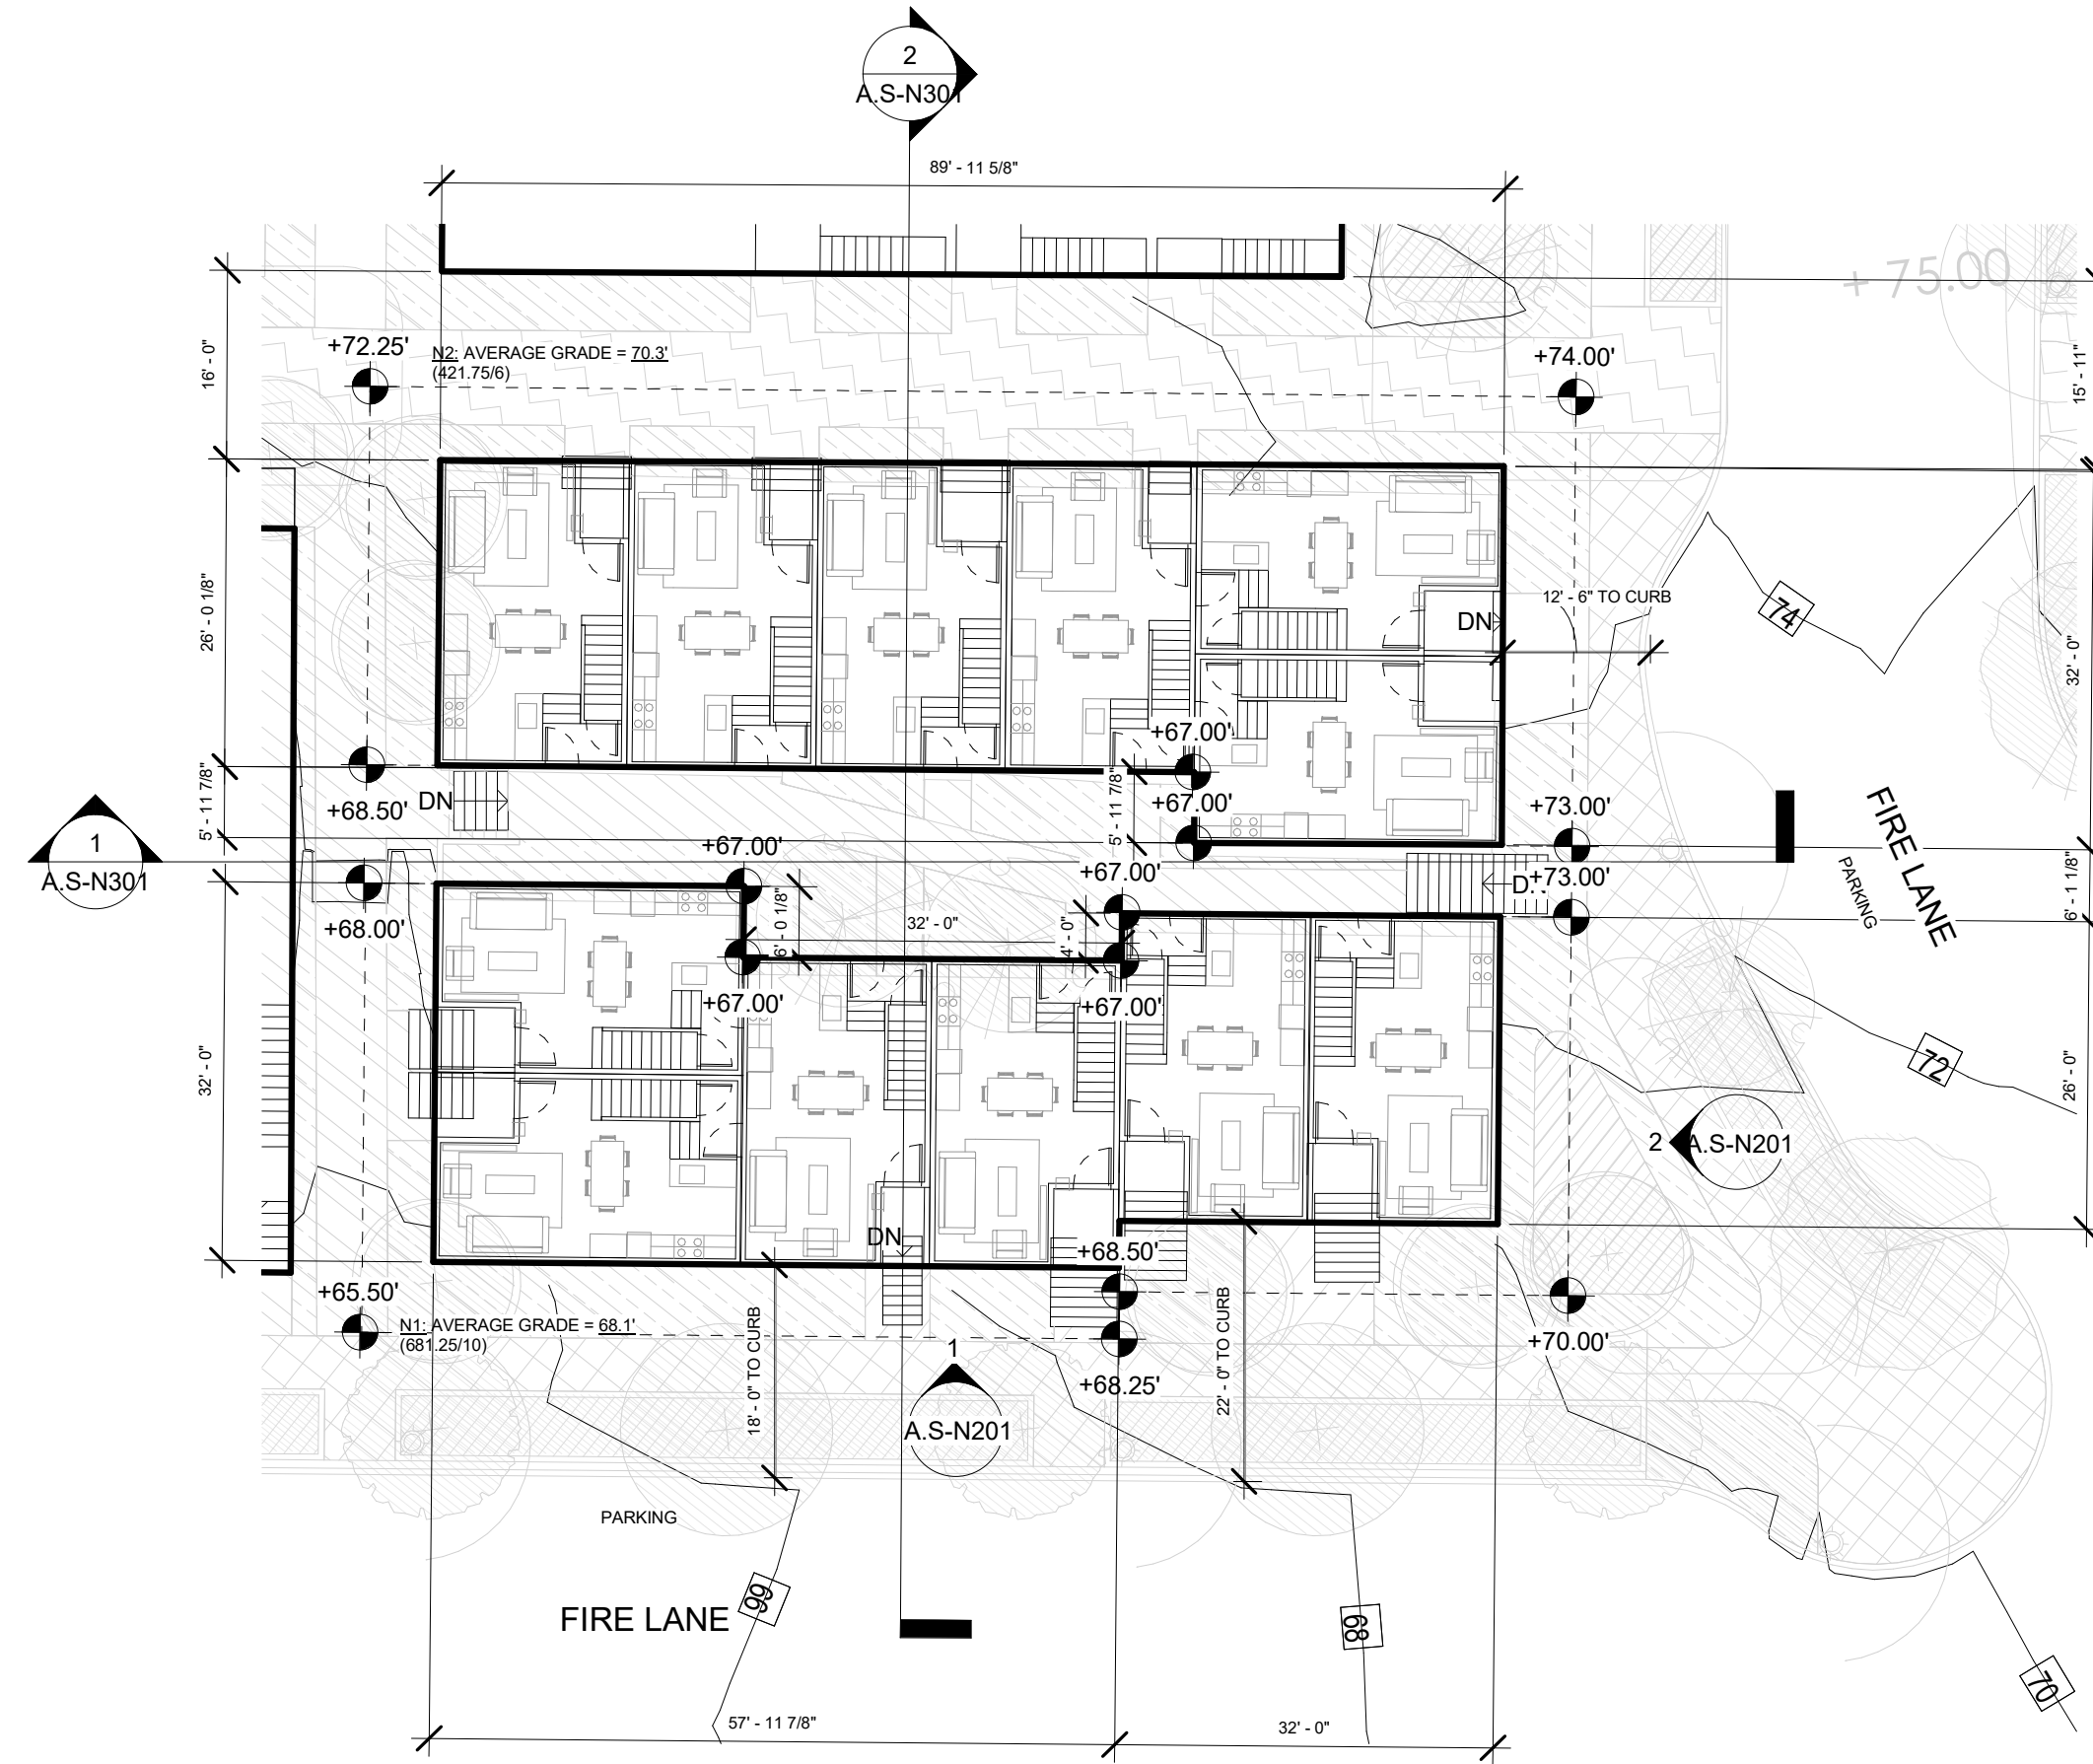 2
A.S-N301
89' - 11 5/8"
+ 75.00
16' - 0"
+72.25'
N2: AVERAGE GRADE = 70.3'
(421.75/6)
+74.00'
15' - 11"
26' - 0 1/8"
12' - 6" TO CURB
74
DN
32' - 0"
+67.00'
5' - 11 7/8"
+68.50'
DN
5' - 11 7/8"
+67.00'
+73.00'
FIRE LANE
PARKING
1
A.S-N301
+67.00'
+67.00'
DN
+73.00'
6' - 1 1/8"
+68.00'
6' - 0 1/8"
32' - 0"
4' - 0"
+67.00'
+67.00'
32' - 0"
72
26' - 0"
2
A.S-N201
DN
+68.50'
+65.50'
N1: AVERAGE GRADE = 68.1'
(681.25/10)
18' - 0" TO CURB
22' - 0" TO CURB
+70.00'
1
A.S-N201
+68.25'
PARKING
FIRE LANE
66
68
70
57' - 11 7/8"
32' - 0"